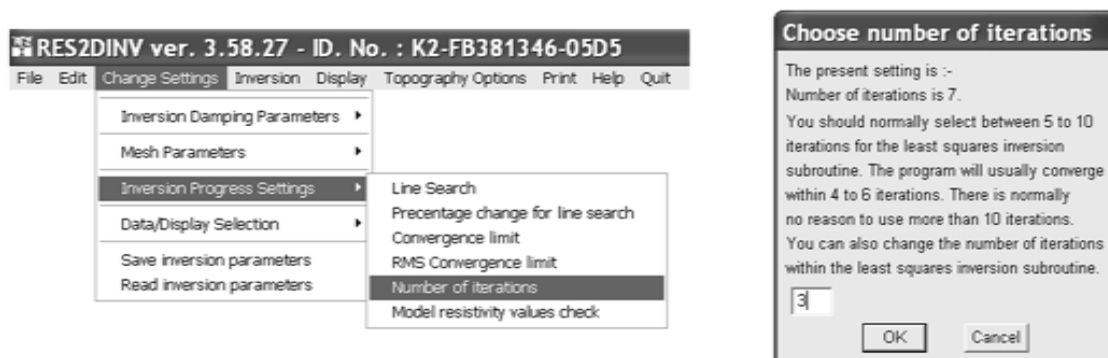 RES2DINV ver. 3.58.27 - ID. No. : K2-FB381346-05D5
File Edit Change Settings Inversion Display Topography Options Print Help Quit
Inversion Damping Parameters
Mesh Parameters
Inversion Progress Settings
Data/Display Selection
Save inversion parameters
Read inversion parameters
Line Search
Precentage change for line search
Convergence limit
RMS Convergence limit
Number of iterations
Model resistivity values check
Choose number of iterations
The present setting is :-
Number of iterations is 7.
You should normally select between 5 to 10
iterations for the least squares inversion
subroutine. The program will usually converge
within 4 to 6 iterations. There is normally
no reason to use more than 10 iterations.
You can also change the number of iterations
within the least squares inversion subroutine.
3
OK Cancel